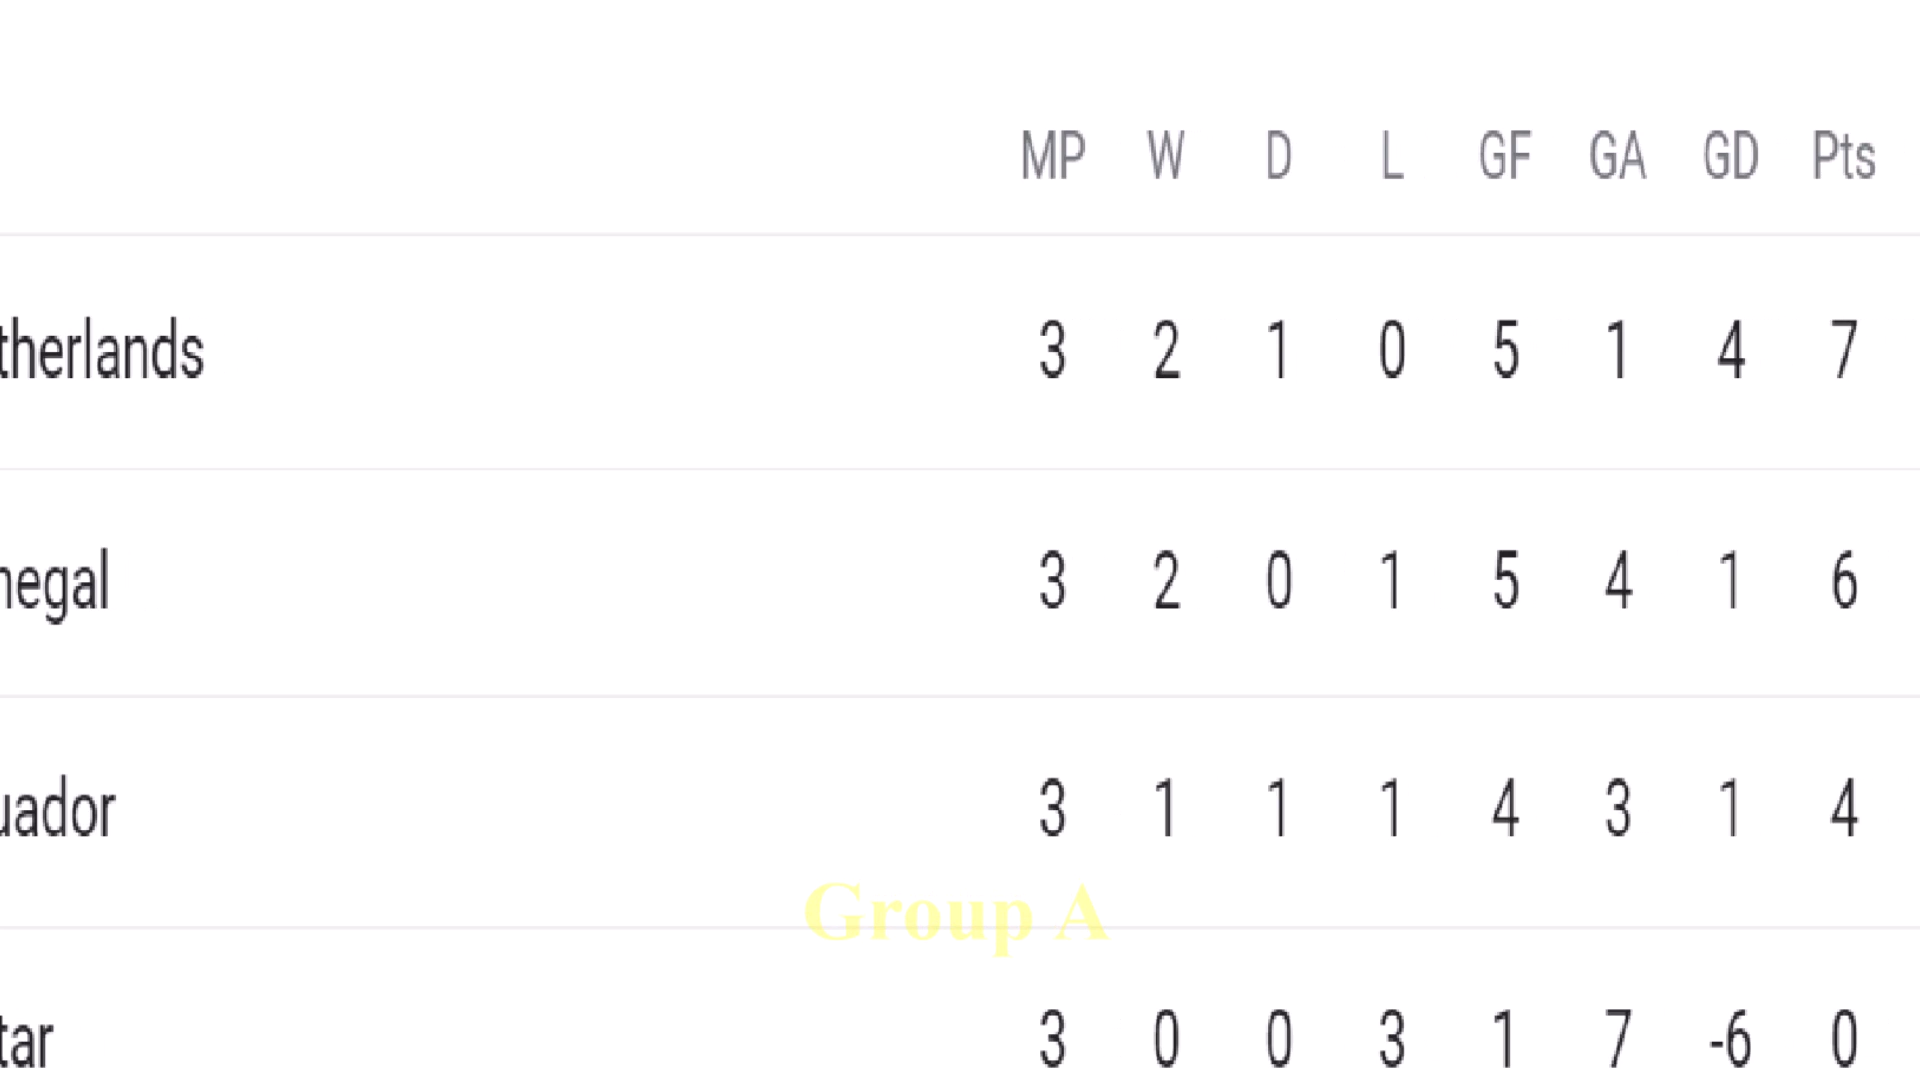 MP W D L GF GA GD Pts
therlands 3 2 1 0 5 1 4 7
negal 3 2 0 1 5 4 1 6
uador 3 1 1 1 4 3 1 4
Group A
tar 3 0 0 3 1 7 -6 0